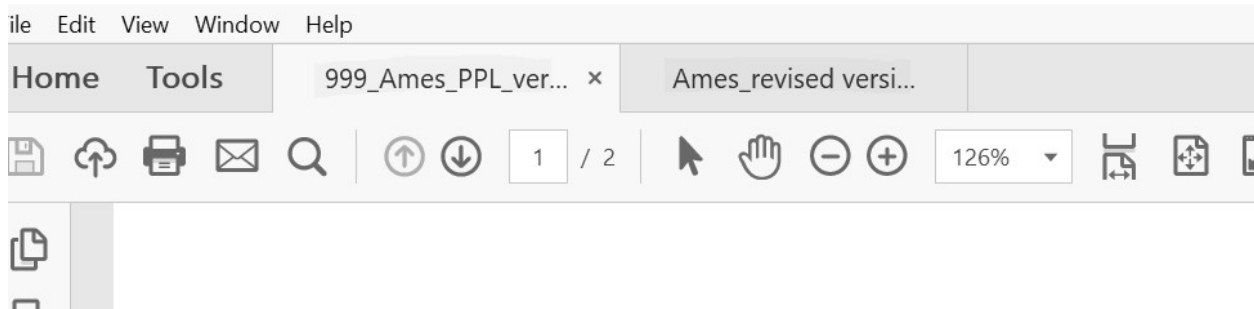 ile Edit View Window Help
Home Tools 999_Ames_PPL_ver... × Ames_revised versi...
1 / 2 126%